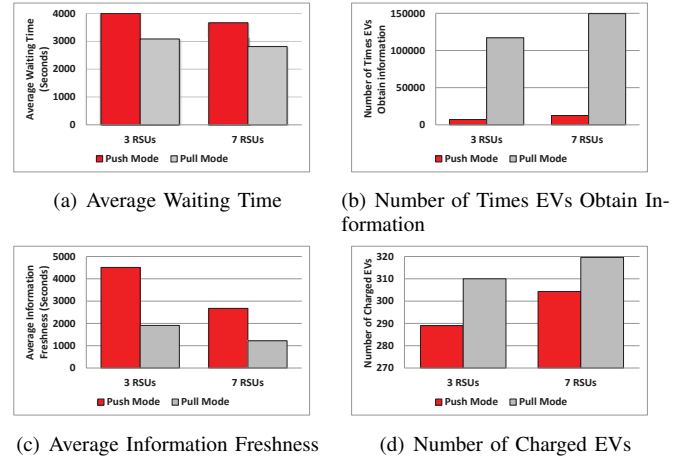 4000
3000
2000
1000
0
Average Waiting Time
(Seconds)
3 RSUs
7 RSUs
Push Mode
Pull Mode
(a) Average Waiting Time
150000
100000
50000
0
Number of Times EVs
Obtain information
3 RSUs
7 RSUs
Push Mode
Pull Mode
(b) Number of Times EVs Obtain In-
formation
5000
4000
3000
2000
1000
0
Average Information
Freshness (Seconds)
3 RSUs
7 RSUs
Push Mode
Pull Mode
(c) Average Information Freshness
320
310
300
290
280
270
Number of Charged EVs
3 RSUs
7 RSUs
Push Mode
Pull Mode
(d) Number of Charged EVs